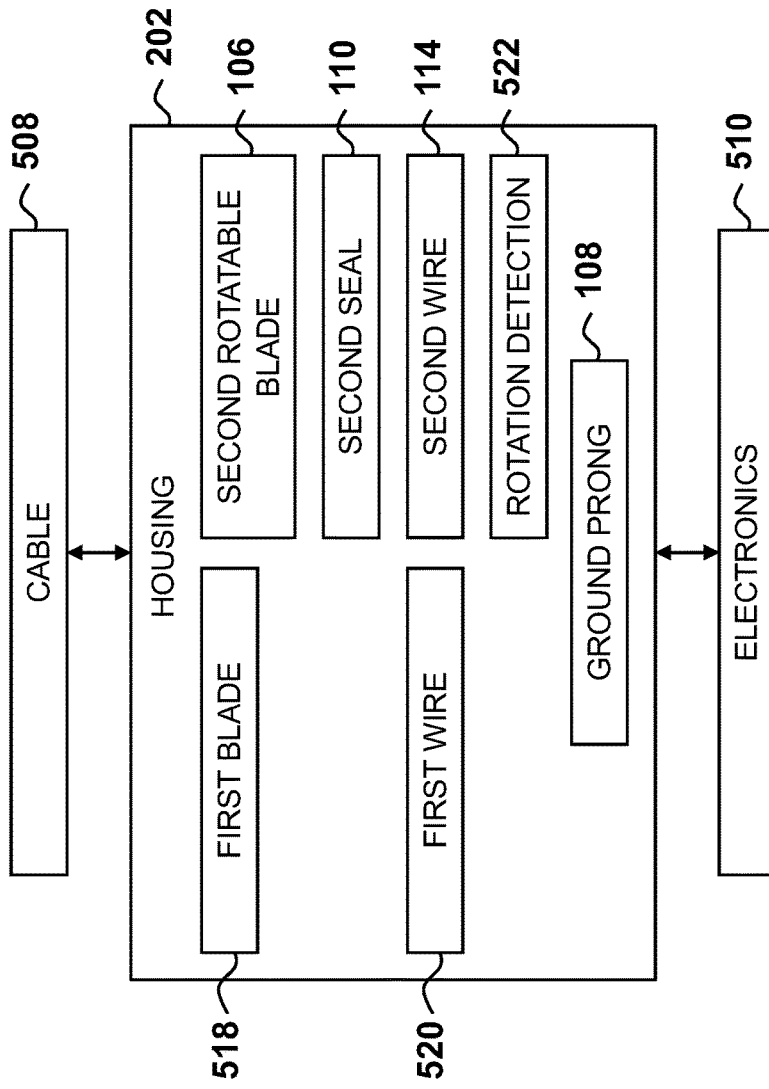 508
CABLE
202
HOUSING
518
FIRST BLADE
SECOND ROTATABLE
BLADE
106
SECOND SEAL
110
520
FIRST WIRE
SECOND WIRE
114
ROTATION DETECTION
522
GROUND PRONG
108
ELECTRONICS
510